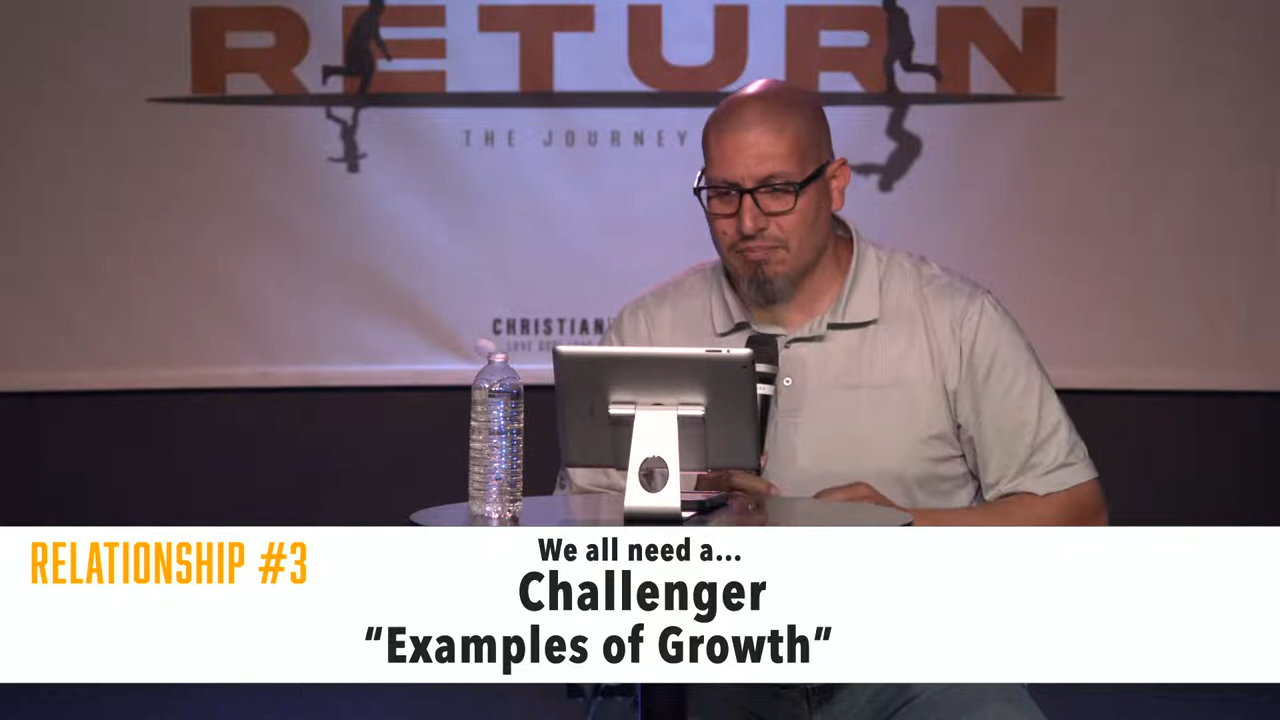 RETURN
THE JOURNEY
CHRISTIAN
RELATIONSHIP #3
We all need a...
Challenger
“Examples of Growth”